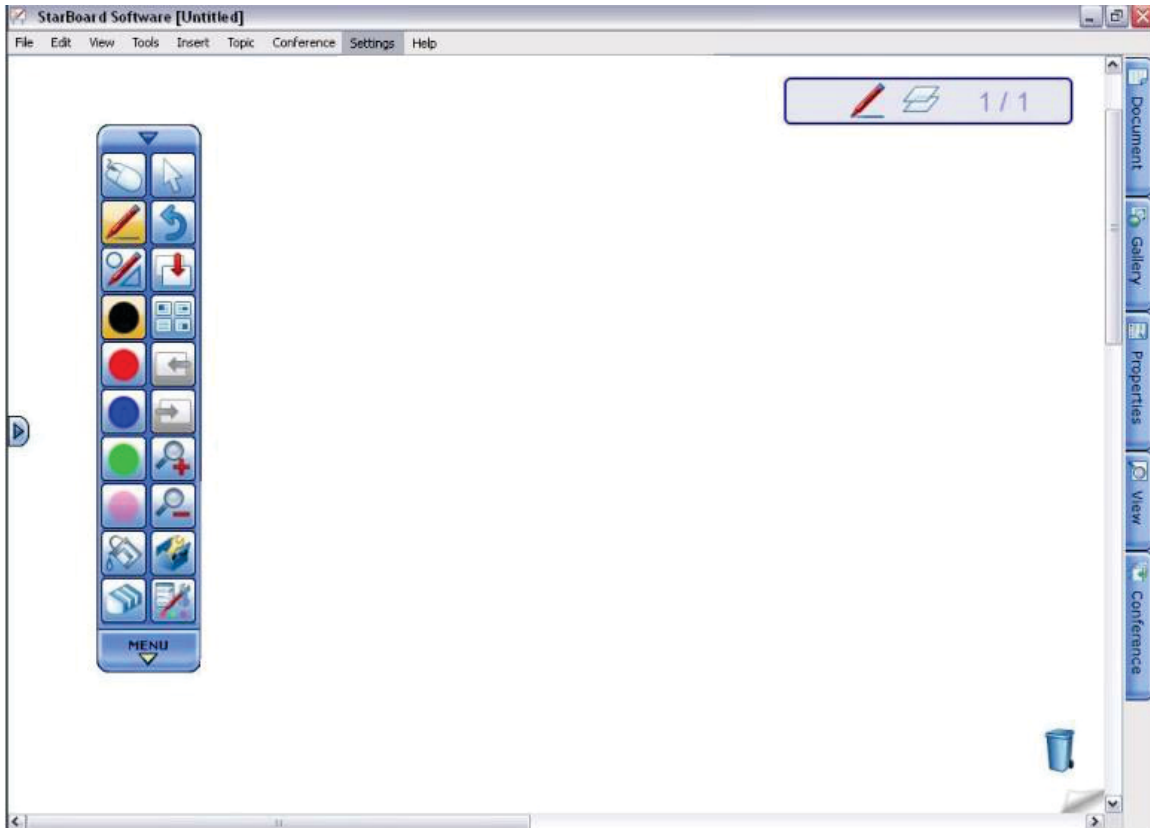 StarBoard Software [Untitled]
File Edit View Tools Insert Topic Conference Settings Help
1 / 1
Document
Gallery
Properties
View
Conference
MENU